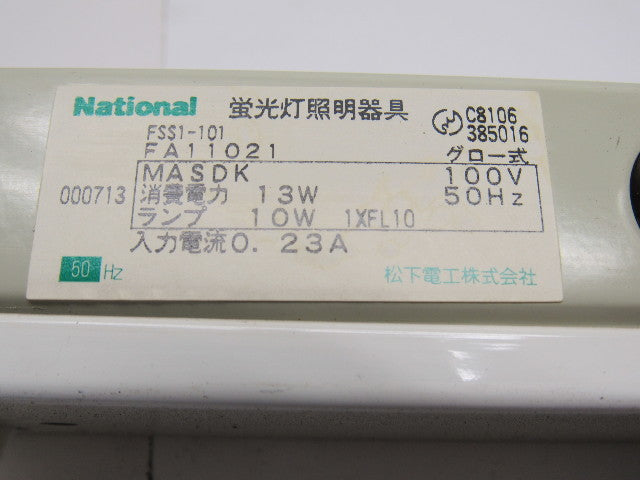 National 蛍光灯照明器具
C8106
385016
FSS1-101
FA11021 グロー式
000713
MASDK 100V
消費電力 13W 50Hz
ランプ 10W 1XFL10
入力電流0.23A
50 Hz 松下電工株式会社